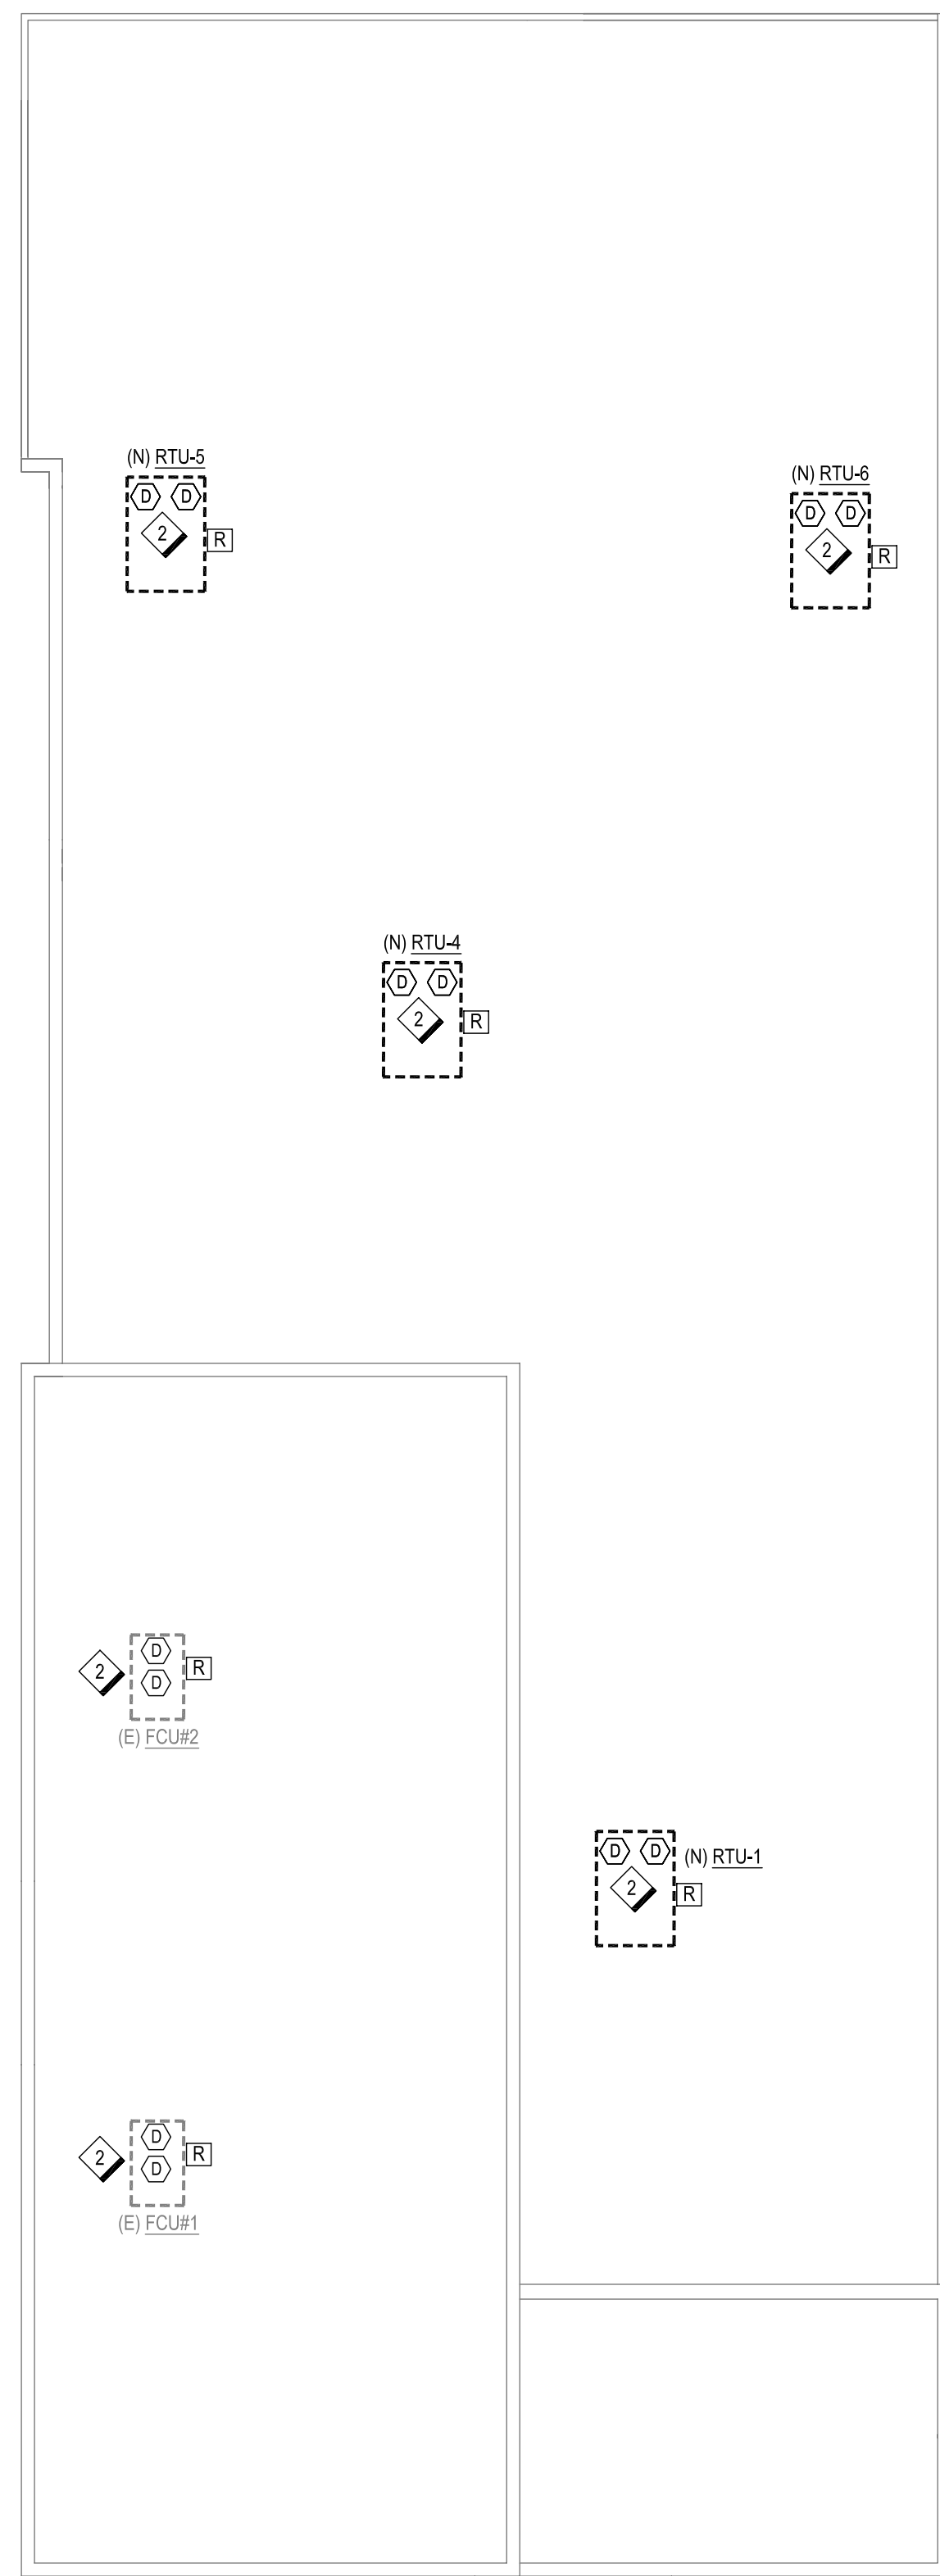 (N) RTU-5
D D
2
R
(N) RTU-6
D D
2
R
(N) RTU-4
D D
2
R
D
2
R
D
(E) FCU#2
D D
(N) RTU-1
2
R
D
2
R
D
(E) FCU#1